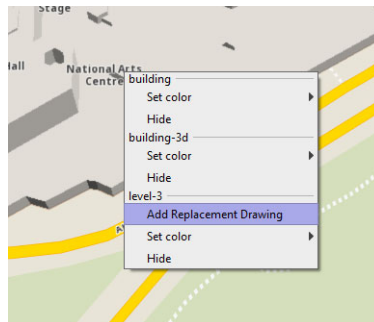 Stage
Hall
National Arts
Centre
building
Set color
Hide
building-3d
Set color
Hide
level-3
Add Replacement Drawing
Set color
Hide